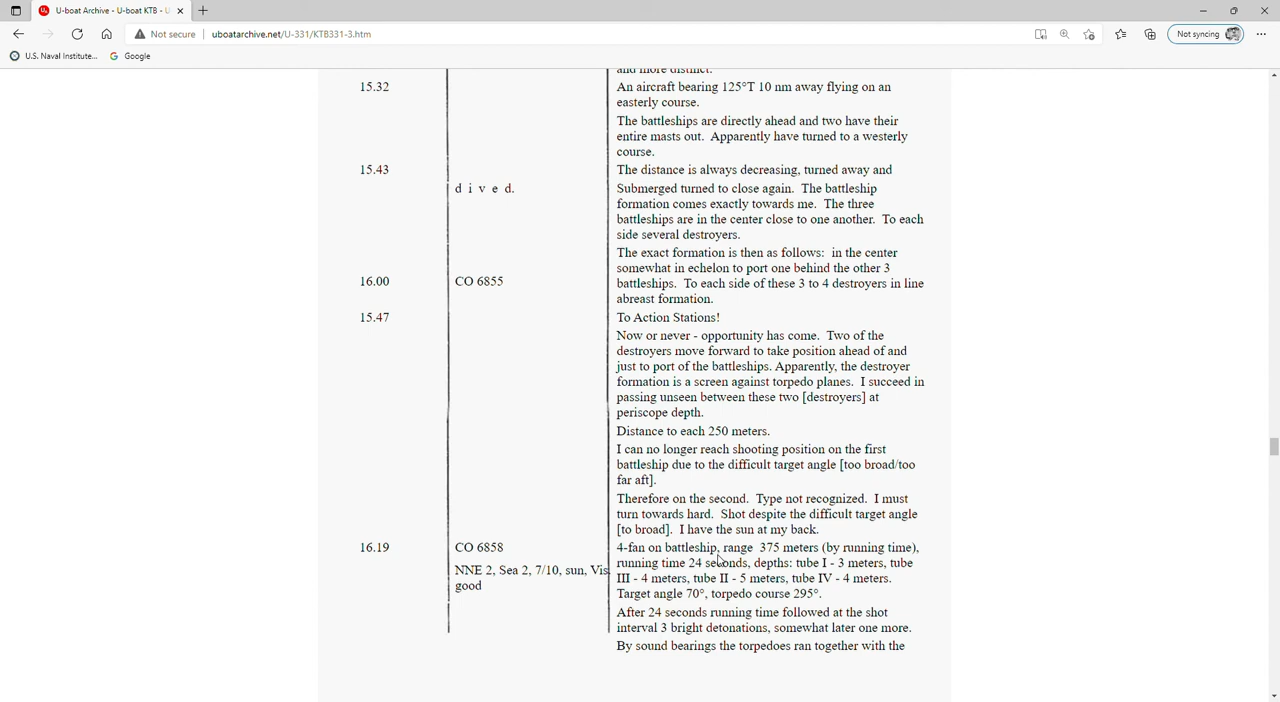 U-boat Archive - U-boat KTB - U-
Not secure
uboatarchive.net/U-331/KTB331-3.htm
Not syncing
U.S. Naval Institute...
Google
and more distinct.
15.32
An aircraft bearing 125°T 10 nm away flying on an
easterly course.
The battleships are directly ahead and two have their
entire masts out. Apparently have turned to a westerly
course.
15.43
The distance is always decreasing, turned away and
d i v e d.
Submerged turned to close again. The battleship
formation comes exactly towards me. The three
battleships are in the center close to one another. To each
side several destroyers.
The exact formation is then as follows: in the center
somewhat in echelon to port one behind the other 3
16.00
CO 6855
battleships. To each side of these 3 to 4 destroyers in line
abreast formation.
15.47
To Action Stations!
Now or never - opportunity has come. Two of the
destroyers move forward to take position ahead of and
just to port of the battleships. Apparently, the destroyer
formation is a screen against torpedo planes. I succeed in
passing unseen between these two [destroyers] at
periscope depth.
Distance to each 250 meters.
I can no longer reach shooting position on the first
battleship due to the difficult target angle [too broad/too
far aft].
Therefore on the second. Type not recognized. I must
turn towards hard. Shot despite the difficult target angle
[to broad]. I have the sun at my back.
16.19
CO 6858
4-fan on battleship, range 375 meters (by running time),
NNE 2, Sea 2, 7/10, sun, Vis.
good
running time 24 seconds, depths: tube I - 3 meters, tube
III - 4 meters, tube II - 5 meters, tube IV - 4 meters.
Target angle 70°, torpedo course 295°.
After 24 seconds running time followed at the shot
interval 3 bright detonations, somewhat later one more.
By sound bearings the torpedoes ran together with the